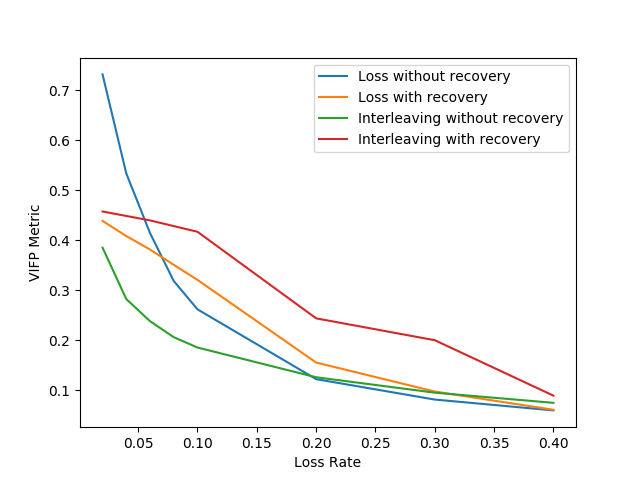 Loss without recovery
Loss with recovery
Interleaving without recovery
Interleaving with recovery
VIFP Metric
0.7
0.6
0.5
0.4
0.3
0.2
0.1
0.05 0.10 0.15 0.20 0.25 0.30 0.35 0.40
Loss Rate